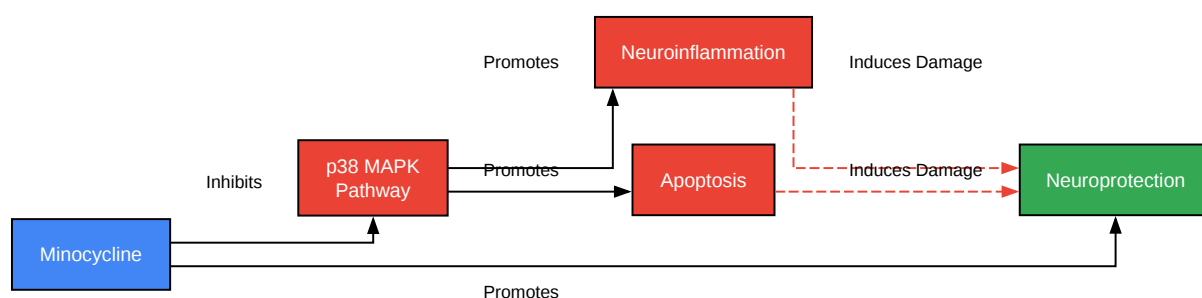 Neuroinflammation
Promotes
Induces Damage
p38 MAPK
Pathway
Inhibits
Promotes
Apoptosis
Induces Damage
Neuroprotection
Minocycline
Promotes